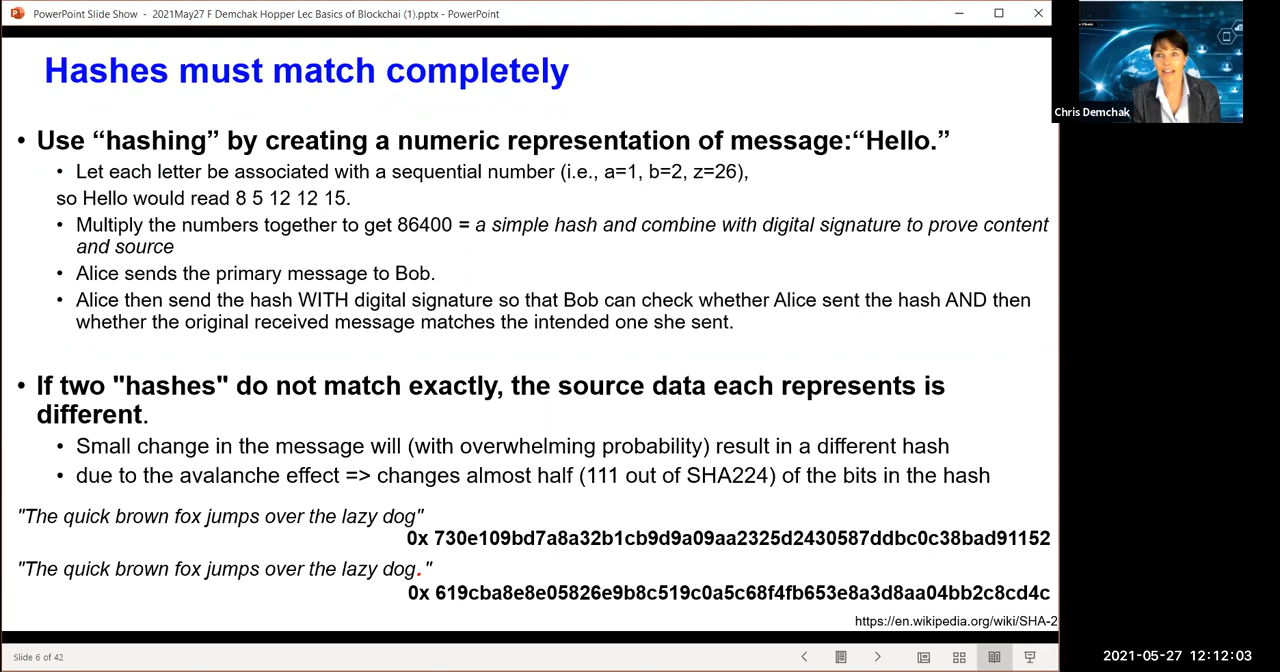 PowerPoint Slide Show - 2021May27 F Demchak Hopper Lec Basics of Blockchai (1).pptx - PowerPoint
Hashes must match completely
• Use “hashing” by creating a numeric representation of message:“Hello.”
• Let each letter be associated with a sequential number (i.e., a=1, b=2, z=26),
so Hello would read 8 5 12 12 15.
• Multiply the numbers together to get 86400 = a simple hash and combine with digital signature to prove content
and source
• Alice sends the primary message to Bob.
• Alice then send the hash WITH digital signature so that Bob can check whether Alice sent the hash AND then
whether the original received message matches the intended one she sent.
• If two "hashes" do not match exactly, the source data each represents is
different.
• Small change in the message will (with overwhelming probability) result in a different hash
• due to the avalanche effect => changes almost half (111 out of SHA224) of the bits in the hash
"The quick brown fox jumps over the lazy dog"
0x 730e109bd7a8a32b1cb9d9a09aa2325d2430587ddbc0c38bad91152
"The quick brown fox jumps over the lazy dog."
0x 619cba8e8e05826e9b8c519c0a5c68f4fb653e8a3d8aa04bb2c8cd4c
https://en.wikipedia.org/wiki/SHA-2
Slide 6 of 42
Chris Demchak
2021-05-27 12:12:03